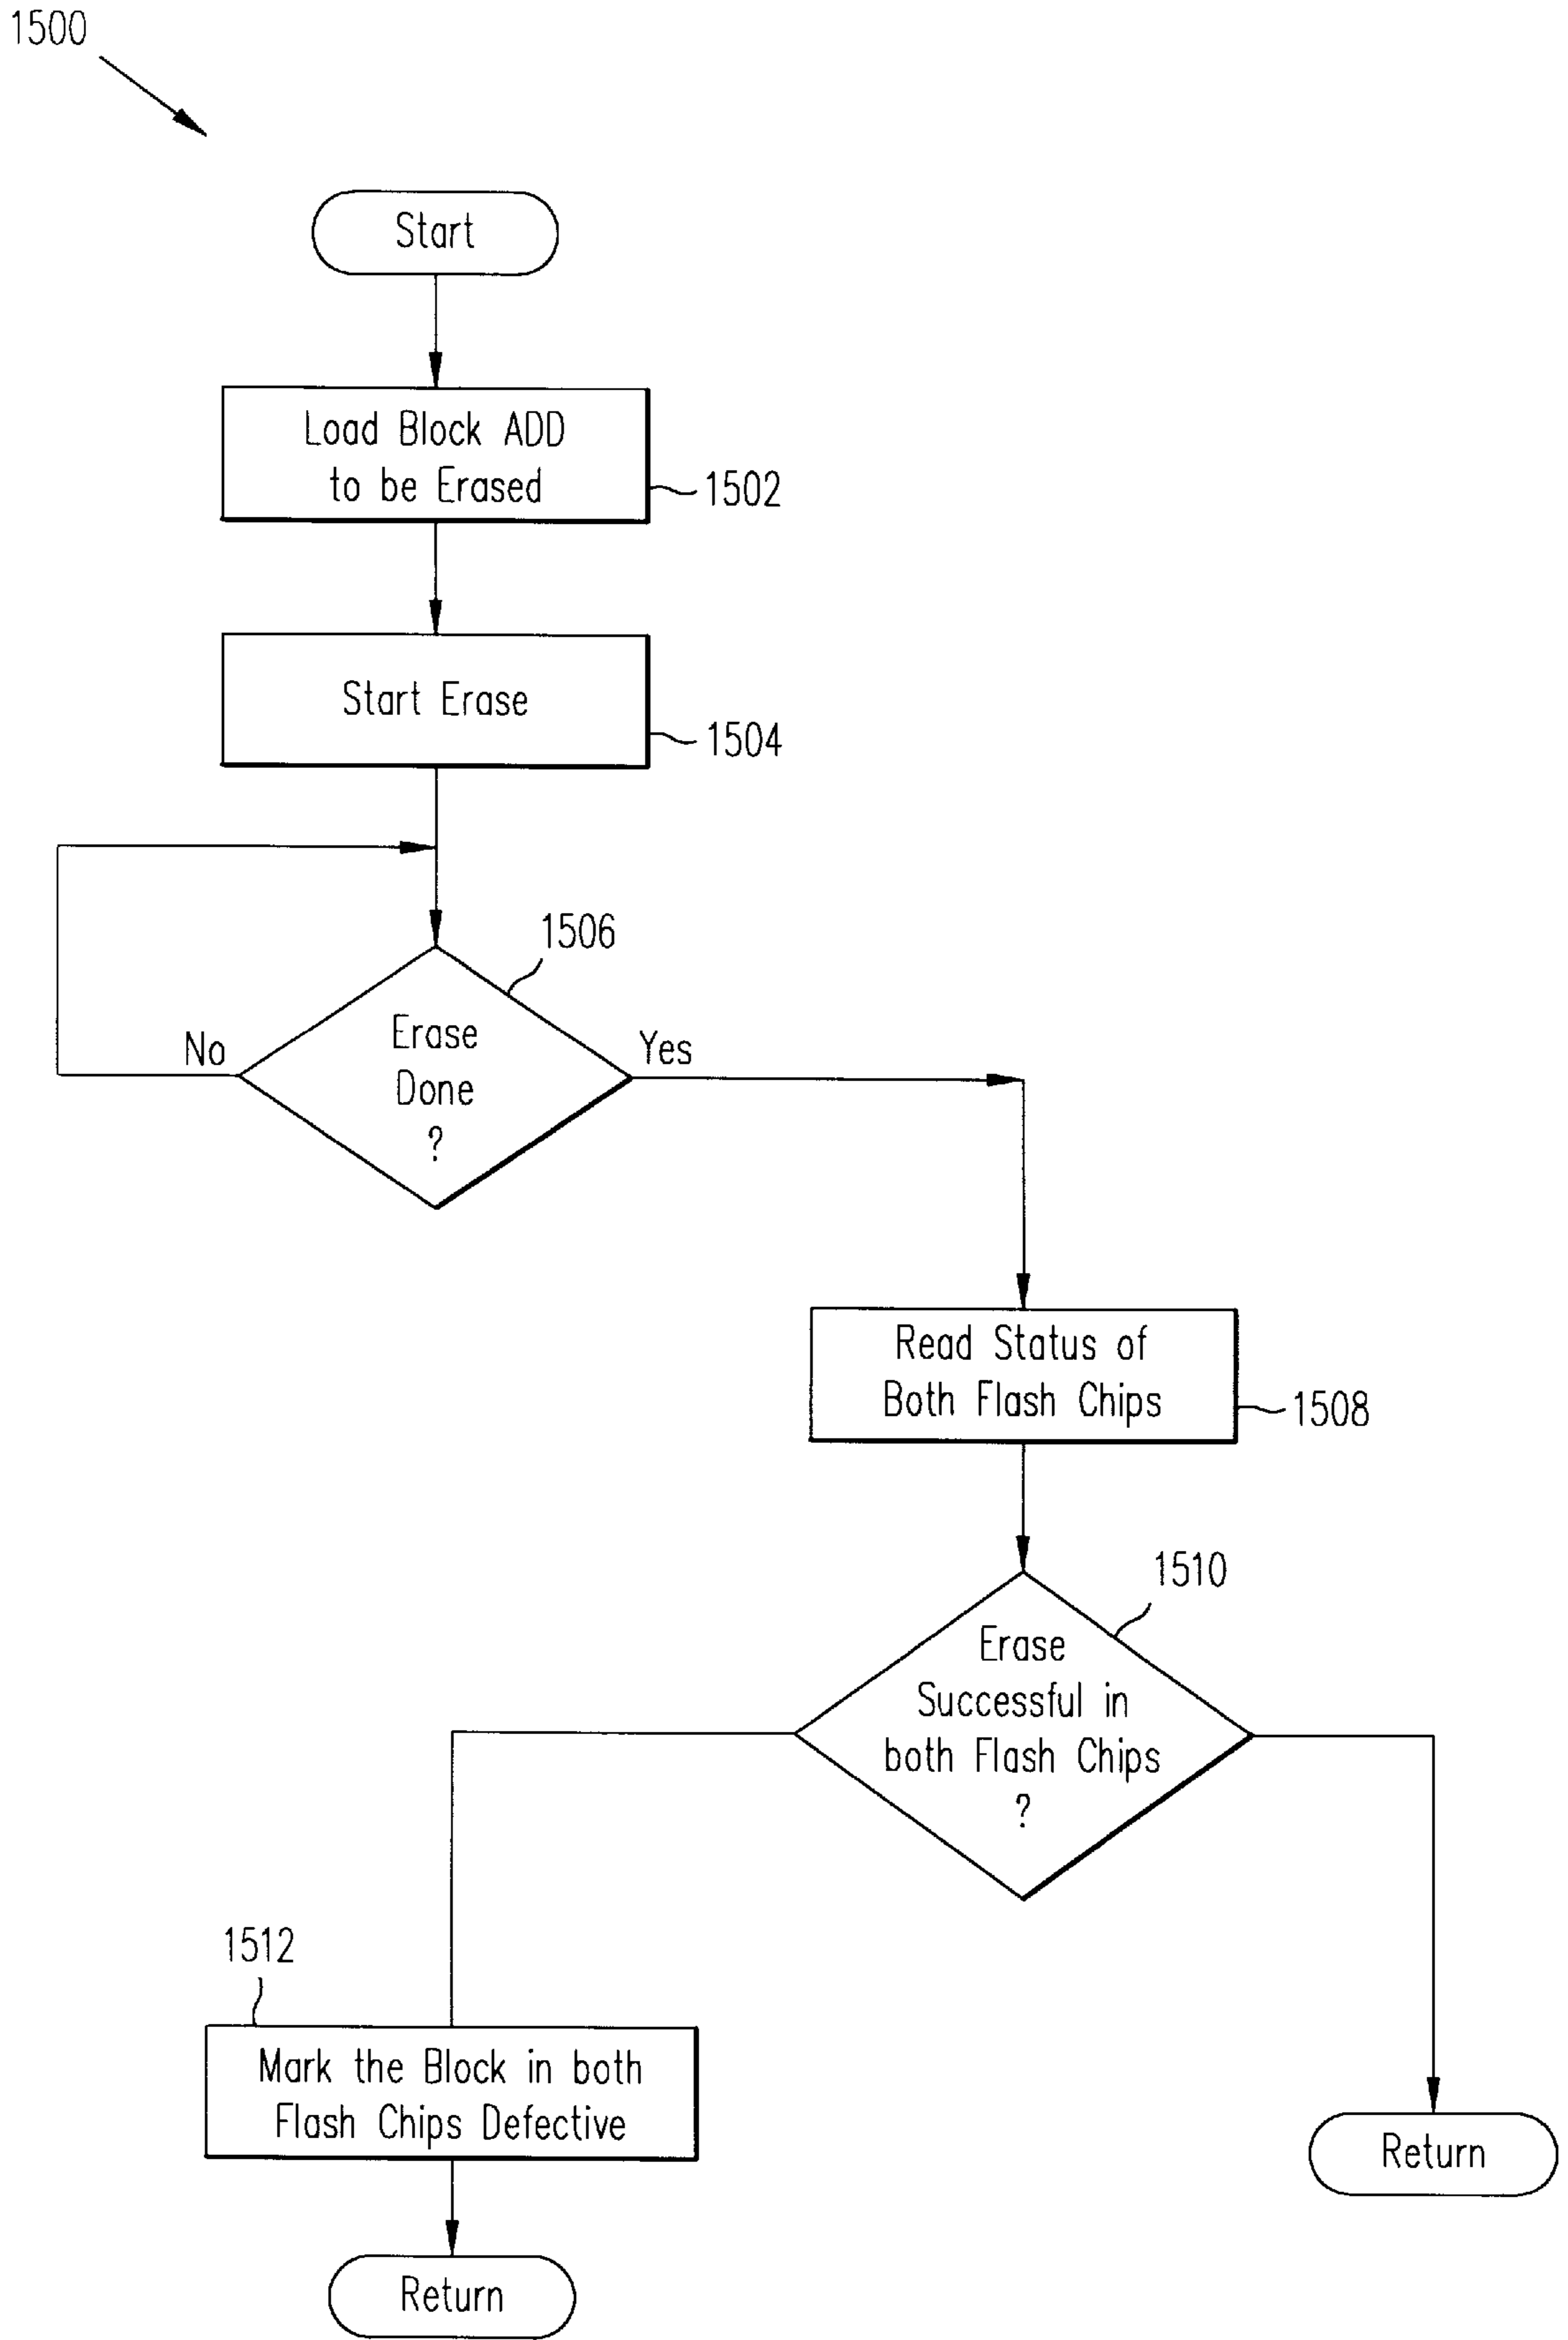 1500
Start
Load Block ADD
to be Erased
1502
Start Erase
1504
1506
Erase
Done
?
No
Yes
Read Status of
Both Flash Chips
1508
1510
Erase
Successful in
both Flash Chips
?
1512
Mark the Block in both
Flash Chips Defective
Return
Return